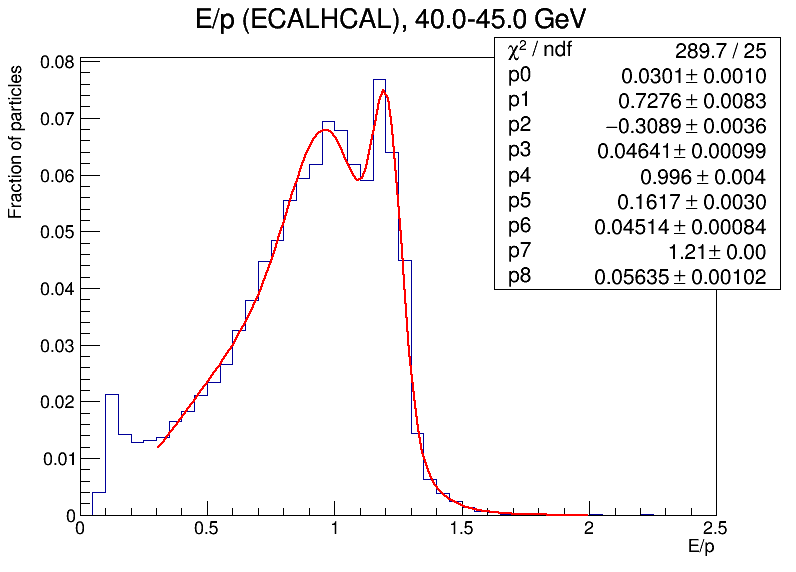 E/p (ECALHCAL), 40.0-45.0 GeV
χ² / ndf 289.7 / 25
p0 0.0301± 0.0010
p1 0.7276 ± 0.0083
p2 −0.3089 ± 0.0036
p3 0.04641± 0.00099
p4 0.996 ± 0.004
p5 0.1617 ± 0.0030
p6 0.04514 ± 0.00084
p7 1.21± 0.00
p8 0.05635 ± 0.00102
Fraction of particles
0.08
0.07
0.06
0.05
0.04
0.03
0.02
0.01
0
0 0.5 1 1.5 2 2.5
E/p